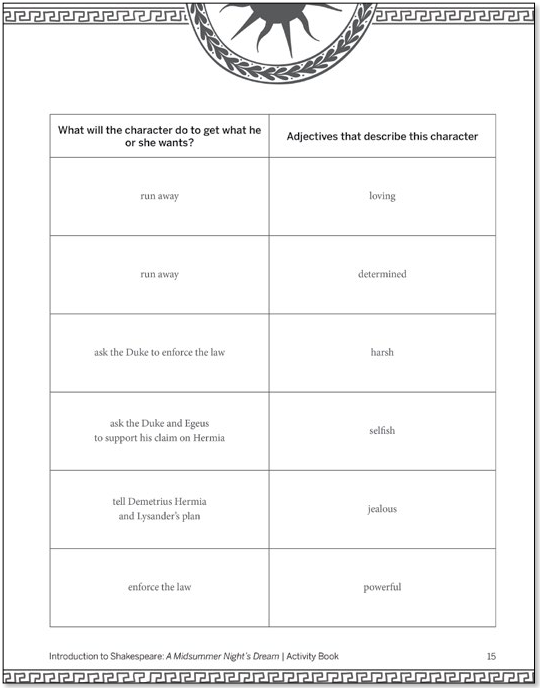 What will the character do to get what he
or she wants?
Adjectives that describe this character
run away
loving
run away
determined
ask the Duke to enforce the law
harsh
ask the Duke and Egeus
to support his claim on Hermia
selfish
tell Demetrius Hermia
and Lysander's plan
jealous
enforce the law
powerful
Introduction to Shakespeare: A Midsummer Night's Dream | Activity Book
15